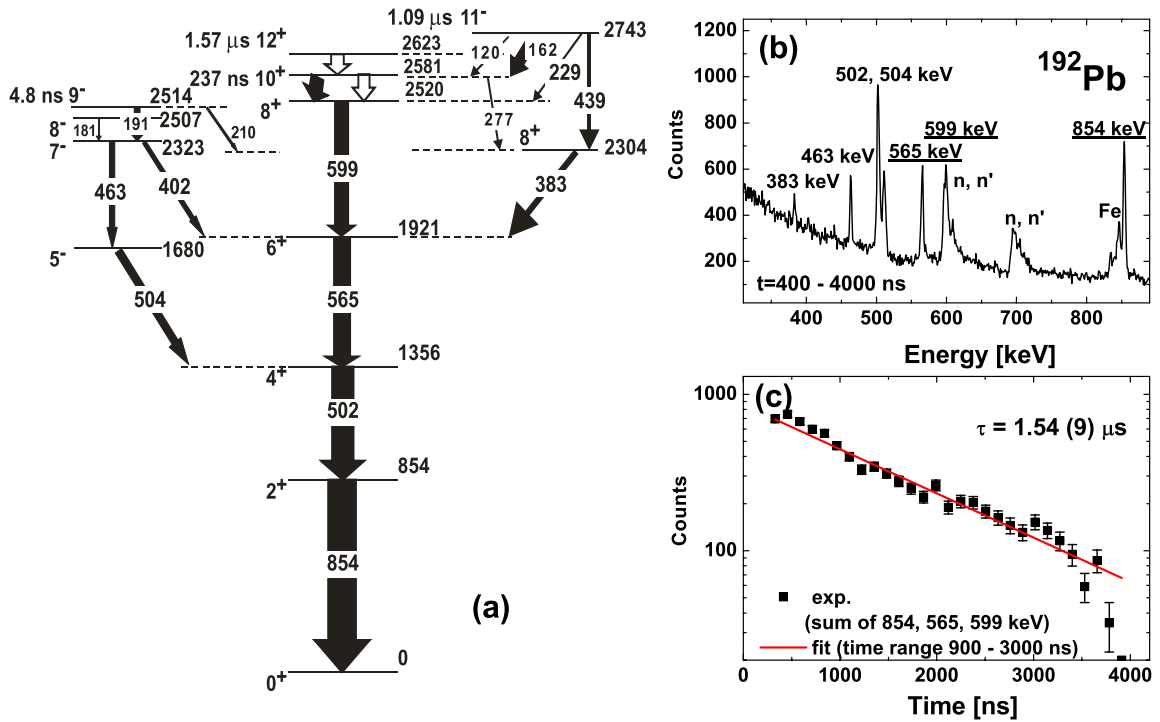 1.09 μs 11⁻ 2743
1.57 μs 12⁺ 2623
120 162
237 ns 10⁺ 2581
229
4.8 ns 9⁻ 2514
8⁺ 2520
439
8⁻ 181 191 2507
210
277
7⁻ 2323
8⁺ 2304
463 402
599
383
6⁺ 1921
5⁻ 1680
504
565
4⁺ 1356
502
2⁺ 854
854
(a)
0⁺ 0
(b)
¹⁹²Pb
502, 504 keV
599 keV
854 keV
463 keV
565 keV
383 keV
n, n'
n, n'
Fe
t=400 - 4000 ns
1200
1000
800
600
400
200
Counts
400 500 600 700 800
Energy [keV]
(c)
τ = 1.54 (9) μs
1000
100
Counts
exp.
(sum of 854, 565, 599 keV)
fit (time range 900 - 3000 ns)
0 1000 2000 3000 4000
Time [ns]